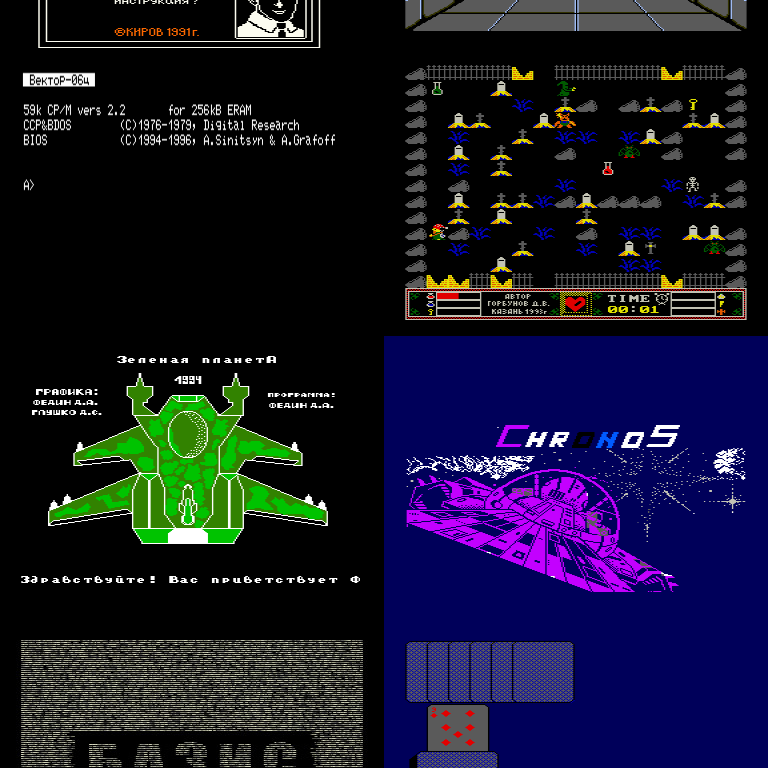 ИНСТРУКЦИЯ?
©КИРОВ 1991г.
Вектор-06ц
59k CP/M vers 2.2 for 256kB ERAM
CCP&BDOS (C)1976-1979, Digital Research
BIOS (C)1994-1996, A.Sinitsyn & A.Grafoff
A>
АВТОР
ГОРБУНОВ Д.В.
КАЗАНЬ 1993г
TIME
00:01
Зеленая планетА
1994
ГРАФИКА:
ФЕДИН Д.А.
ГЛУШКО Д.С.
ПРОГРАММА:
ФЕДИН Д.А.
Здравствуйте! Вас приветствует Ф
CHRONOS
БАЗИС